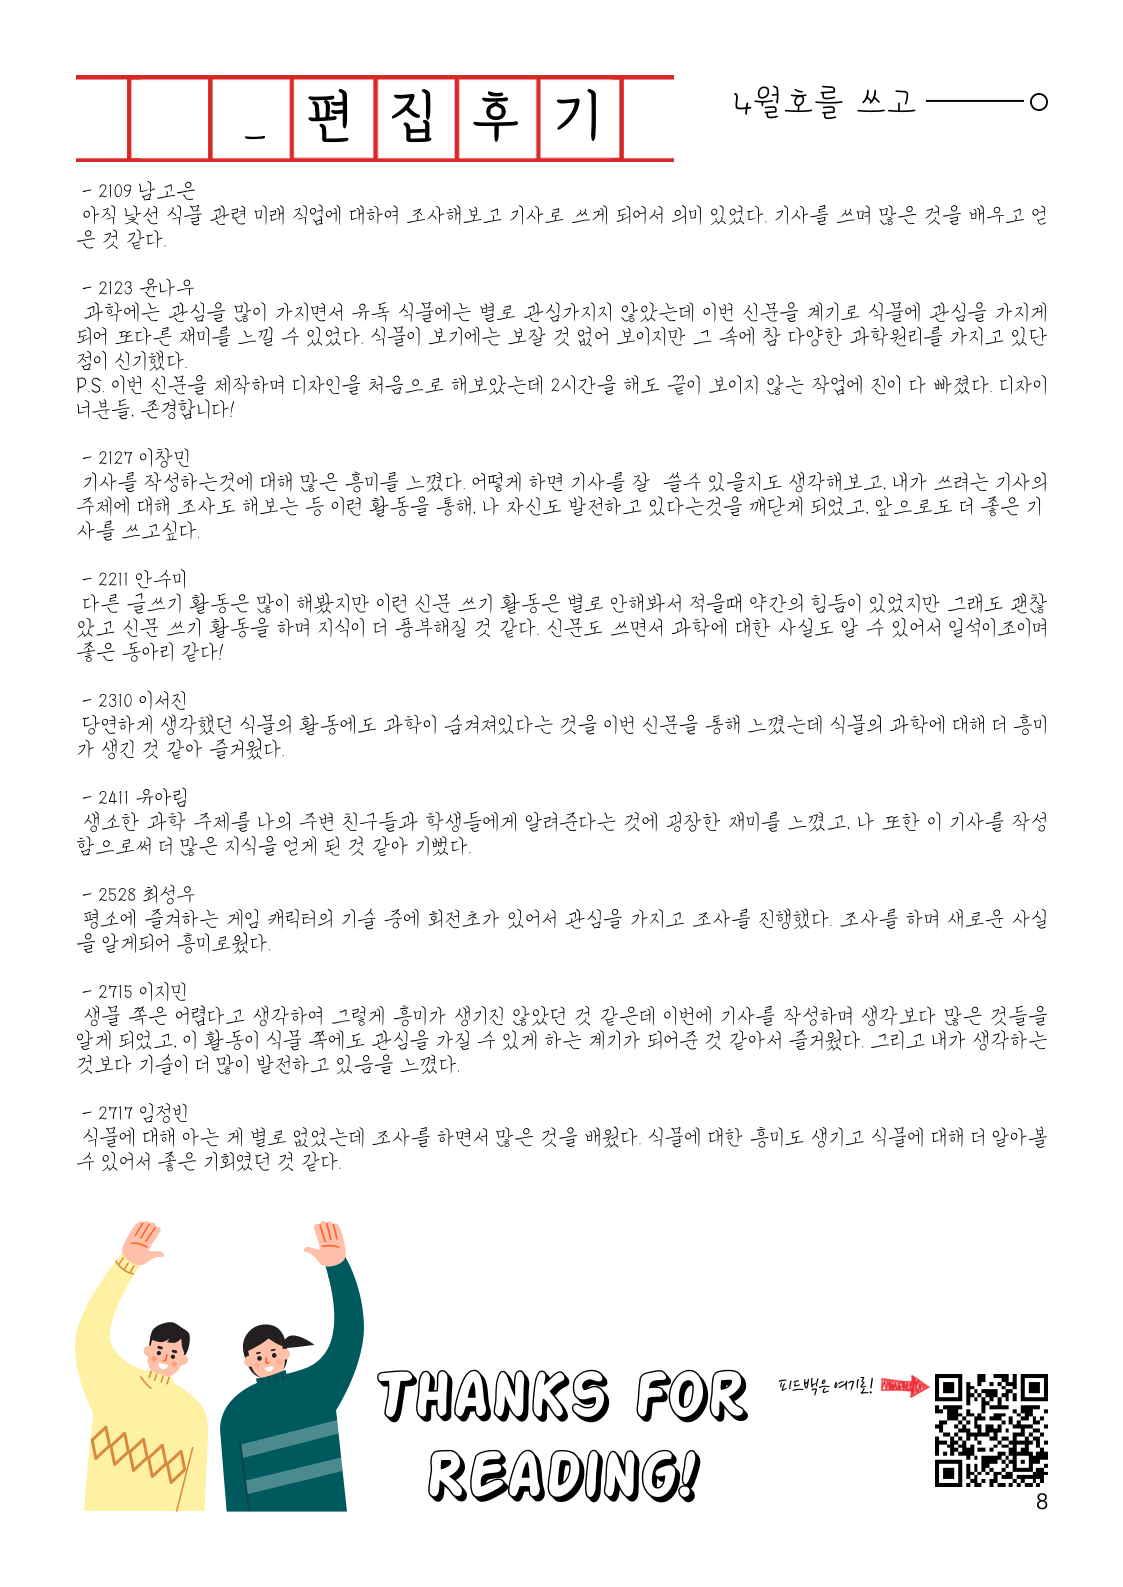 _ 편집후기
4월호를 쓰고
- 2109 남고은
아직 낯선 식물 관련 미래 직업에 대하여 조사해보고 기사로 쓰게 되어서 의미 있었다. 기사를 쓰며 많은 것을 배우고 얻
은 것 같다.
- 2123 윤나우
과학에는 관심을 많이 가지면서 유독 식물에는 별로 관심가지지 않았는데 이번 신문을 계기로 식물에 관심을 가지게
되어 또다른 재미를 느낄 수 있었다. 식물이 보기에는 보잘 것 없어 보이지만 그 속에 참 다양한 과학원리를 가지고 있단
점이 신기했다.
P.S. 이번 신문을 제작하며 디자인을 처음으로 해보았는데 2시간을 해도 끝이 보이지 않는 작업에 진이 다 빠졌다. 디자이
너분들, 존경합니다!
- 2127 이창민
기사를 작성하는것에 대해 많은 흥미를 느꼈다. 어떻게 하면 기사를 잘 쓸수 있을지도 생각해보고, 내가 쓰려는 기사의
주제에 대해 조사도 해보는 등 이런 활동을 통해, 나 자신도 발전하고 있다는것을 깨닫게 되었고, 앞으로도 더 좋은 기
사를 쓰고싶다.
- 2211 안수미
다른 글쓰기 활동은 많이 해봤지만 이런 신문 쓰기 활동은 별로 안해봐서 적을때 약간의 힘듦이 있었지만 그래도 괜찮
았고 신문 쓰기 활동을 하며 지식이 더 풍부해질 것 같다. 신문도 쓰면서 과학에 대한 사실도 알 수 있어서 일석이조이며
좋은 동아리 같다!
- 2310 이서진
당연하게 생각했던 식물의 활동에도 과학이 숨겨져있다는 것을 이번 신문을 통해 느꼈는데 식물의 과학에 대해 더 흥미
가 생긴 것 같아 즐거웠다.
- 2411 유아림
생소한 과학 주제를 나의 주변 친구들과 학생들에게 알려준다는 것에 굉장한 재미를 느꼈고, 나 또한 이 기사를 작성
함으로써 더 많은 지식을 얻게 된 것 같아 기뻤다.
- 2528 최성우
평소에 즐겨하는 게임 캐릭터의 기술 중에 회전초가 있어서 관심을 가지고 조사를 진행했다. 조사를 하며 새로운 사실
을 알게되어 흥미로웠다.
- 2715 이지민
생물 쪽은 어렵다고 생각하여 그렇게 흥미가 생기진 않았던 것 같은데 이번에 기사를 작성하며 생각보다 많은 것들을
알게 되었고, 이 활동이 식물 쪽에도 관심을 가질 수 있게 하는 계기가 되어준 것 같아서 즐거웠다. 그리고 내가 생각하는
것보다 기술이 더 많이 발전하고 있음을 느꼈다.
- 2717 임정빈
식물에 대해 아는 게 별로 없었는데 조사를 하면서 많은 것을 배웠다. 식물에 대한 흥미도 생기고 식물에 대해 더 알아볼
수 있어서 좋은 기회였던 것 같다.
THANKS FOR
READING!
피드백은 여기로!
8